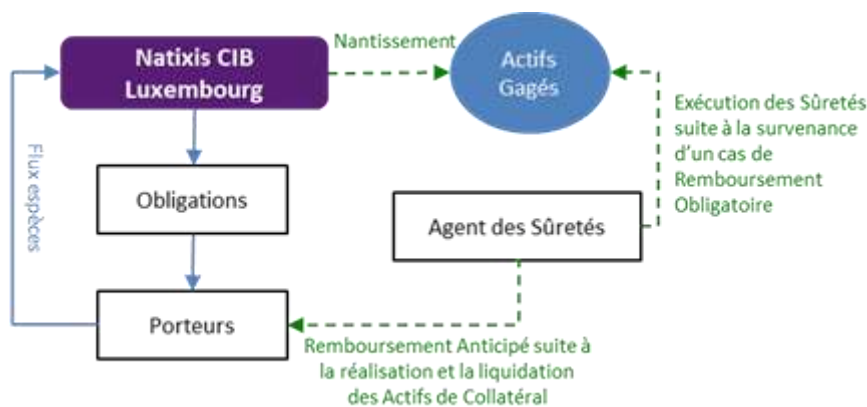 Natixis CIB
Luxembourg
Nantissement
Actifs
Gagés
Exécution des Sûretés
suite à la survenance
d'un cas de
Remboursement
Obligatoire
Flux espèces
Obligations
Agent des Sûretés
Porteurs
Remboursement Anticipé suite à
la réalisation et la liquidation
des Actifs de Collatéral